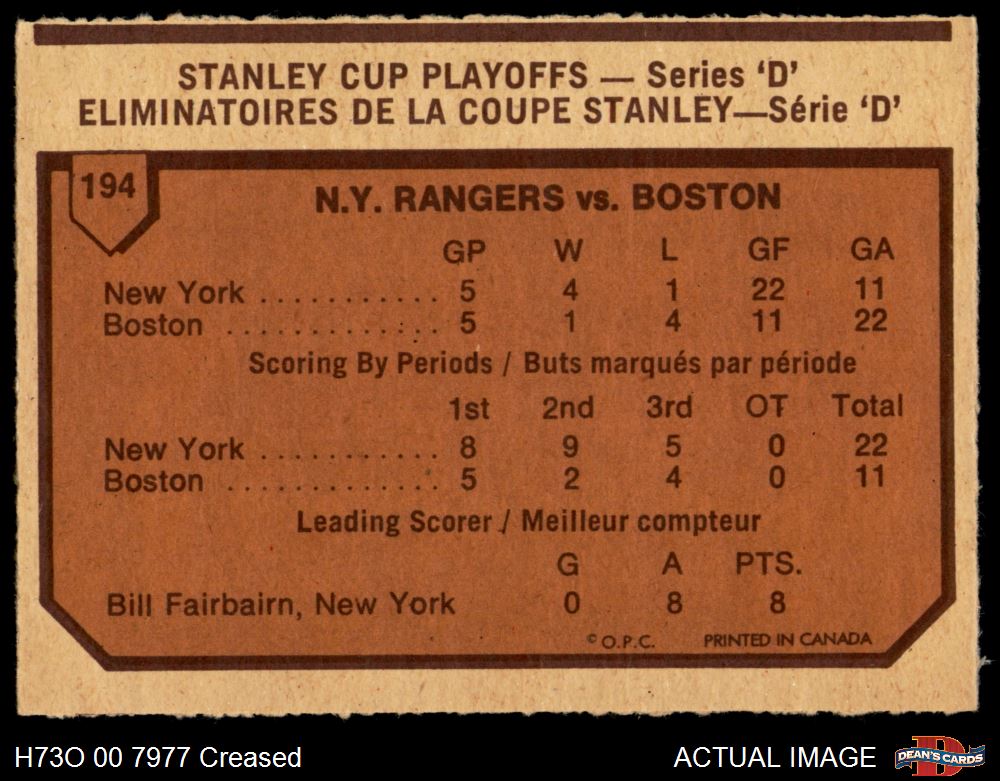 STANLEY CUP PLAYOFFS — Series ‘D’
ELIMINATOIRES DE LA COUPE STANLEY—Série ‘D’
194
N.Y. RANGERS vs. BOSTON
GP W L GF GA
New York ........... 5 4 1 22 11
Boston ............. 5 1 4 11 22
Scoring By Periods / Buts marqués par période
1st 2nd 3rd OT Total
New York ........... 8 9 5 0 22
Boston ............. 5 2 4 0 11
Leading Scorer / Meilleur compteur
G A PTS.
Bill Fairbairn, New York 0 8 8
© O.P.C. PRINTED IN CANADA
H73O 00 7977 Creased
ACTUAL IMAGE
D
DEAN'S CARDS